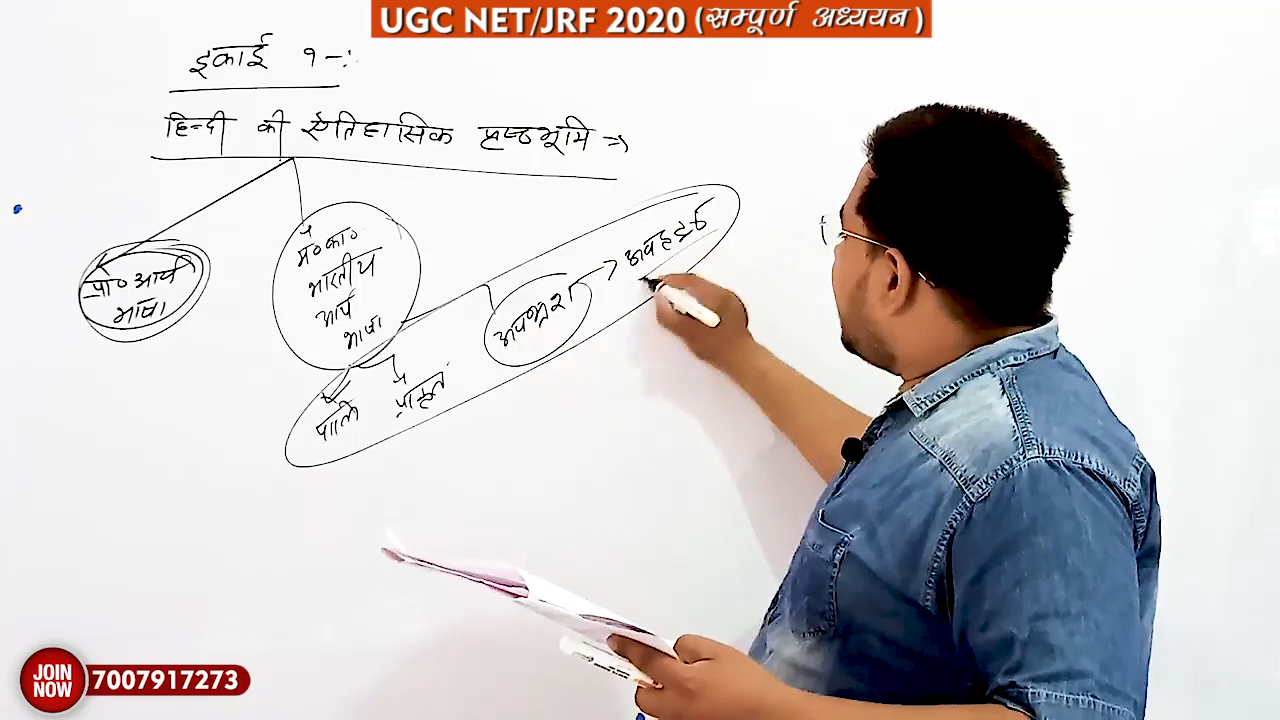 UGC NET/JRF 2020 (सम्पूर्ण अध्ययन)
इकाई १-:
हिन्दी की ऐतिहासिक पृष्ठभूमि ⇒
प्रा० आर्य
भाषा
म०का०
भारतीय
आर्य
भाषा
पालि
प्राकृत
अपभ्रंश
> अवहट्ठ
JOIN
NOW
7007917273